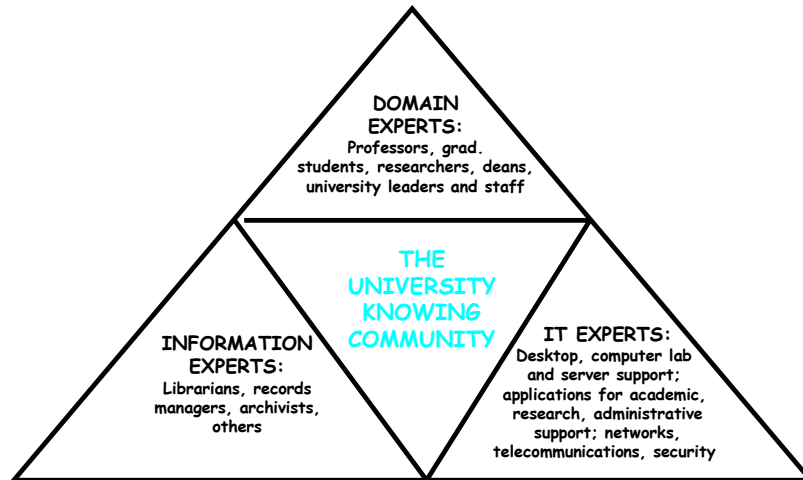 DOMAIN
EXPERTS:
Professors, grad.
students, researchers, deans,
university leaders and staff
THE
UNIVERSITY
KNOWING
COMMUNITY
INFORMATION
EXPERTS:
Librarians, records
managers, archivists,
others
IT EXPERTS:
Desktop, computer lab
and server support;
applications for academic,
research, administrative
support; networks,
telecommunications, security